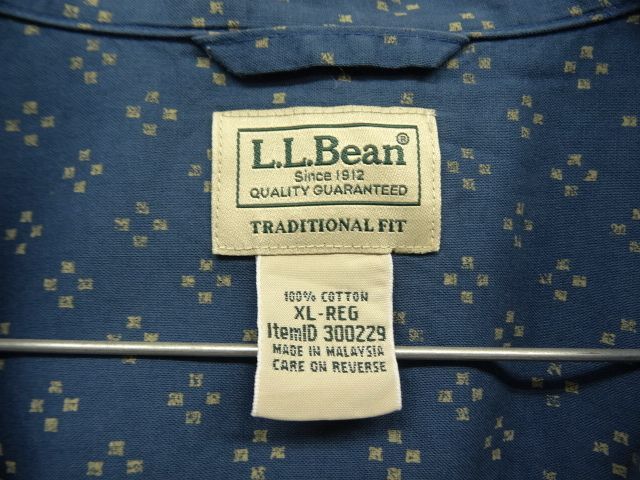 L.L.Bean®
Since 1912
QUALITY GUARANTEED
TRADITIONAL FIT
100% COTTON
XL-REG
ItemID 300229
MADE IN MALAYSIA
CARE ON REVERSE